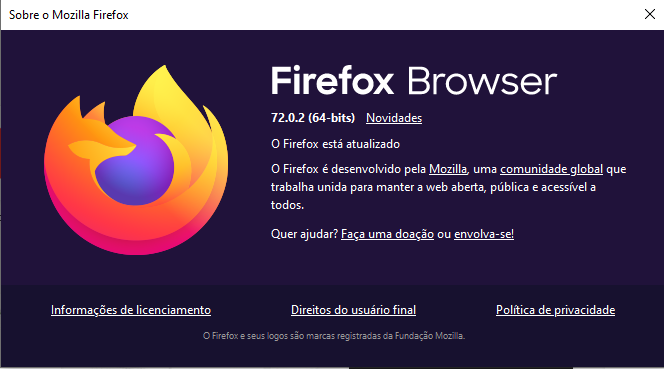 Sobre o Mozilla Firefox
Firefox Browser
72.0.2 (64-bits) Novidades
O Firefox está atualizado
O Firefox é desenvolvido pela Mozilla, uma comunidade global que
trabalha unida para manter a web aberta, pública e acessível a
todos.
Quer ajudar? Faça uma doação ou envolva-se!
Informações de licenciamento Direitos do usuário final Política de privacidade
O Firefox e seus logos são marcas registradas da Fundação Mozilla.